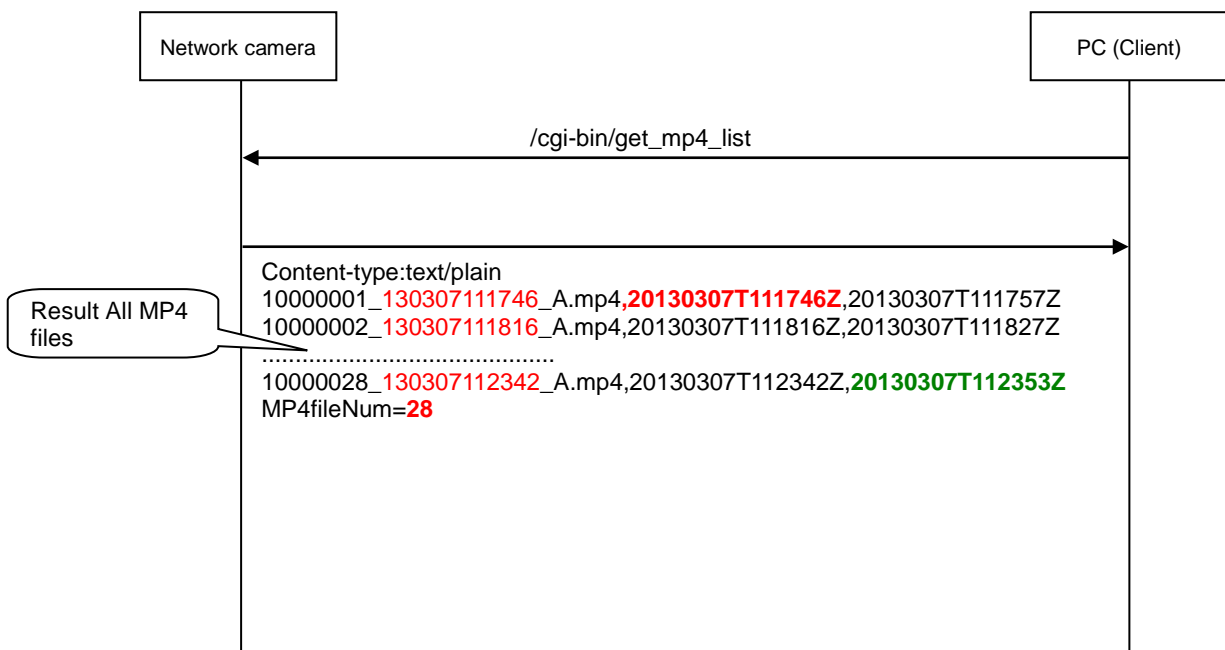 Network camera
PC (Client)
/cgi-bin/get_mp4_list
Content-type:text/plain
10000001_130307111746_A.mp4,20130307T111746Z,20130307T111757Z
Result All MP4
files
10000002_130307111816_A.mp4,20130307T111816Z,20130307T111827Z
............................................
10000028_130307112342_A.mp4,20130307T112342Z,20130307T112353Z
MP4fileNum=28